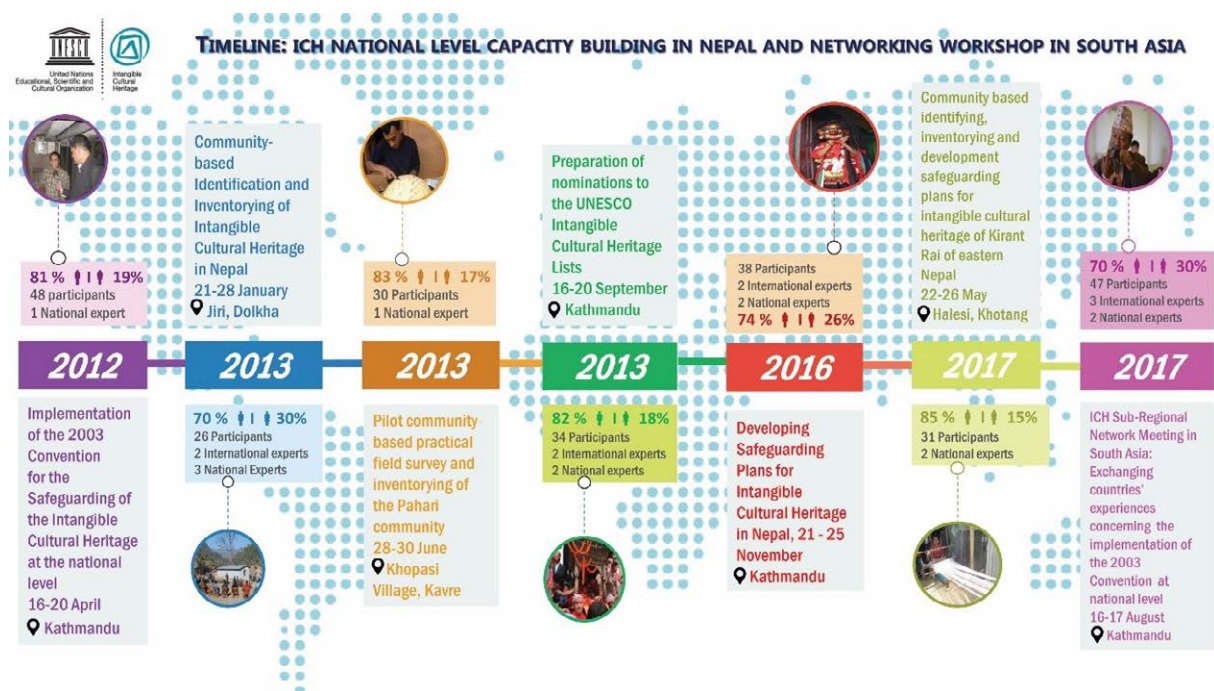 TIMELINE: ICH NATIONAL LEVEL CAPACITY BUILDING IN NEPAL AND NETWORKING WORKSHOP IN SOUTH ASIA
UNESCO
United Nations
Educational, Scientific and
Cultural Organization
Intangible
Cultural
Heritage
81 % 19%
48 participants
1 National expert
2012
Implementation
of the 2003
Convention
for the
Safeguarding of
the Intangible
Cultural Heritage
at the national
level
16-20 April
Kathmandu
Community-
based
Identification and
Inventorying of
Intangible
Cultural Heritage
in Nepal
21-28 January
Jiri, Dolkha
2013
70 % 30%
26 Participants
2 International experts
3 National Experts
83 % 17%
30 Participants
1 National expert
2013
Pilot community-
based practical
field survey and
inventorying of
the Pahari
community
28-30 June
Khopasi
Village, Kavre
Preparation of
nominations to
the UNESCO
Intangible
Cultural Heritage
Lists
16-20 September
Kathmandu
2013
82 % 18%
34 Participants
2 International experts
2 National experts
38 Participants
2 International experts
2 National experts
74 % 26%
2016
Developing
Safeguarding
Plans for
Intangible
Cultural Heritage
in Nepal, 21 - 25
November
Kathmandu
Community based
identifying,
inventorying and
development
safeguarding
plans for
intangible cultural
heritage of Kirant
Rai of eastern
Nepal
22-26 May
Halesi, Khotang
2017
85 % 15%
31 Participants
2 National experts
70 % 30%
47 Participants
3 International experts
2 National experts
2017
ICH Sub-Regional
Network Meeting in
South Asia:
Exchanging
countries'
experiences
concerning the
implementation of
the 2003
Convention at
national level
16-17 August
Kathmandu